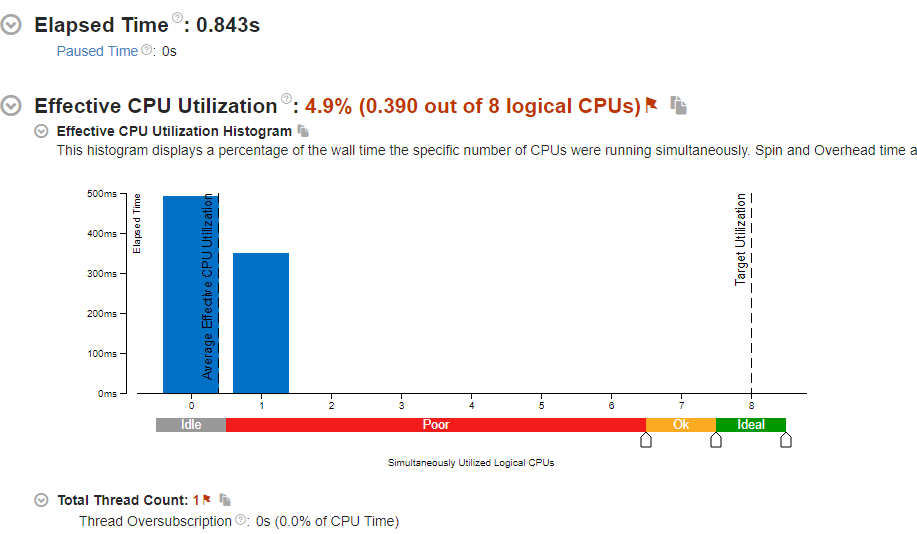 Elapsed Time ?: 0.843s
Paused Time ?: 0s
Effective CPU Utilization ?: 4.9% (0.390 out of 8 logical CPUs)
Effective CPU Utilization Histogram
This histogram displays a percentage of the wall time the specific number of CPUs were running simultaneously. Spin and Overhead time a
500ms
400ms
300ms
200ms
100ms
0ms
Elapsed Time
Average Effective CPU Utilization
Target Utilization
0 1 2 3 4 5 6 7 8
Idle Poor Ok Ideal
Simultaneously Utilized Logical CPUs
Total Thread Count: 1
Thread Oversubscription ?: 0s (0.0% of CPU Time)